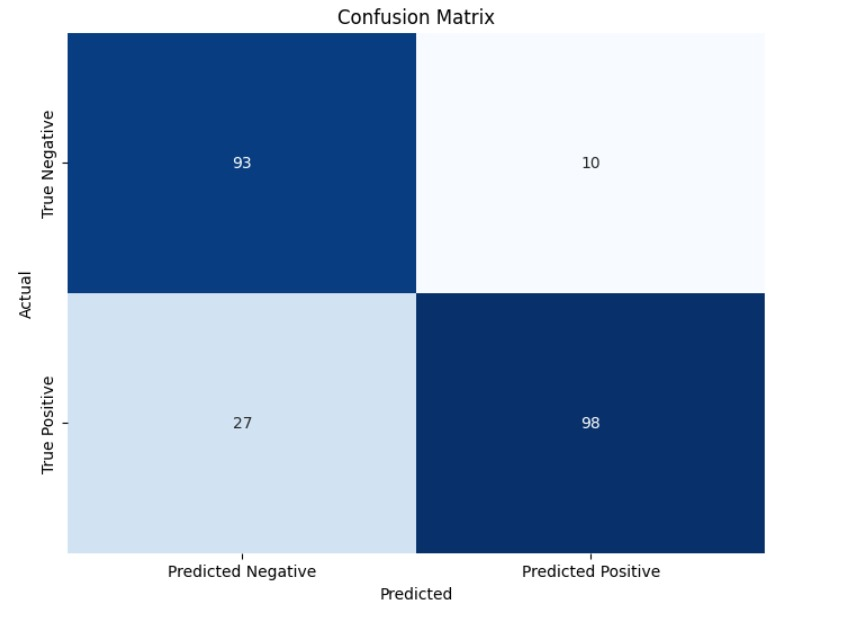 Confusion Matrix
True Negative
93
10
Actual
True Positive
27
98
Predicted Negative
Predicted Positive
Predicted